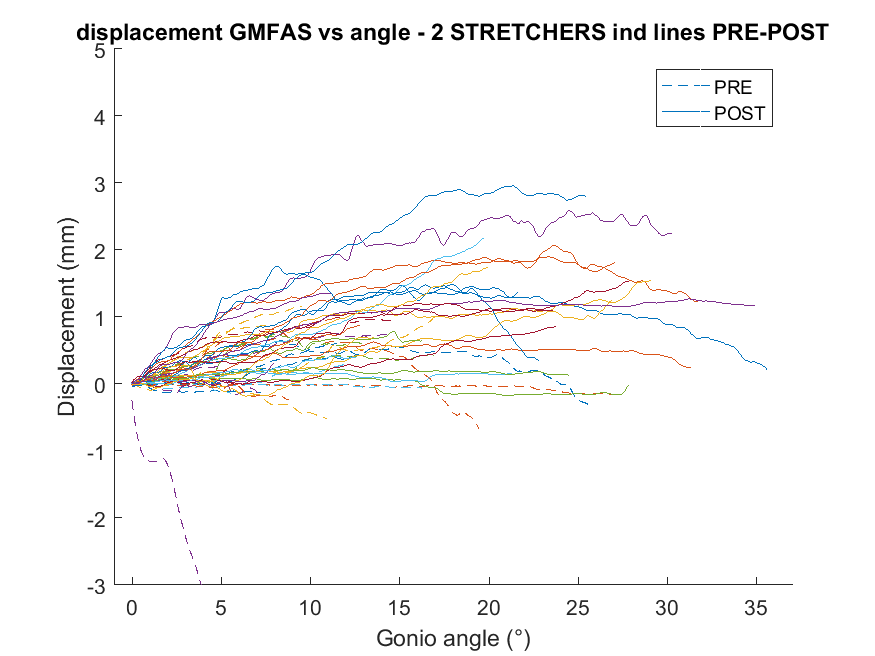 displacement GMFAS vs angle - 2 STRETCHERS ind lines PRE-POST
5
4
3
2
1
0
-1
-2
-3
Displacement (mm)
PRE
POST
0 5 10 15 20 25 30 35
Gonio angle (°)